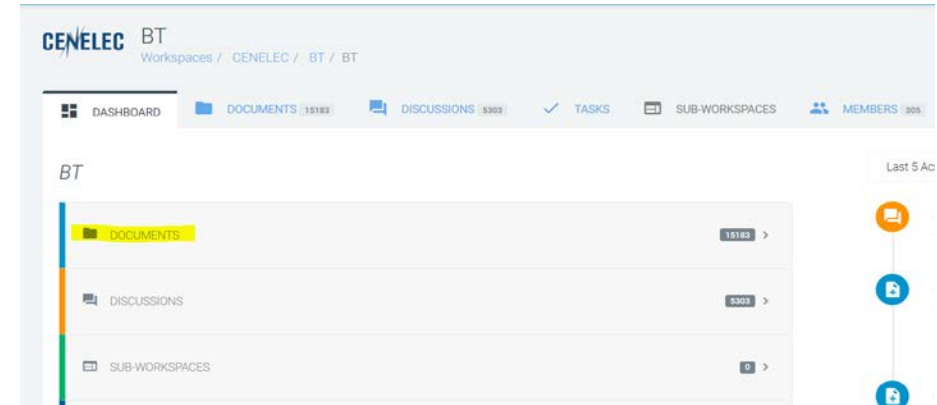 CENELEC BT
Workspaces / CENELEC / BT / BT
DASHBOARD DOCUMENTS 15183 DISCUSSIONS 5303 TASKS SUB-WORKSPACES MEMBERS 305
BT
Last 5 Ac
DOCUMENTS 15183 >
DISCUSSIONS 5303 >
SUB-WORKSPACES 0 >